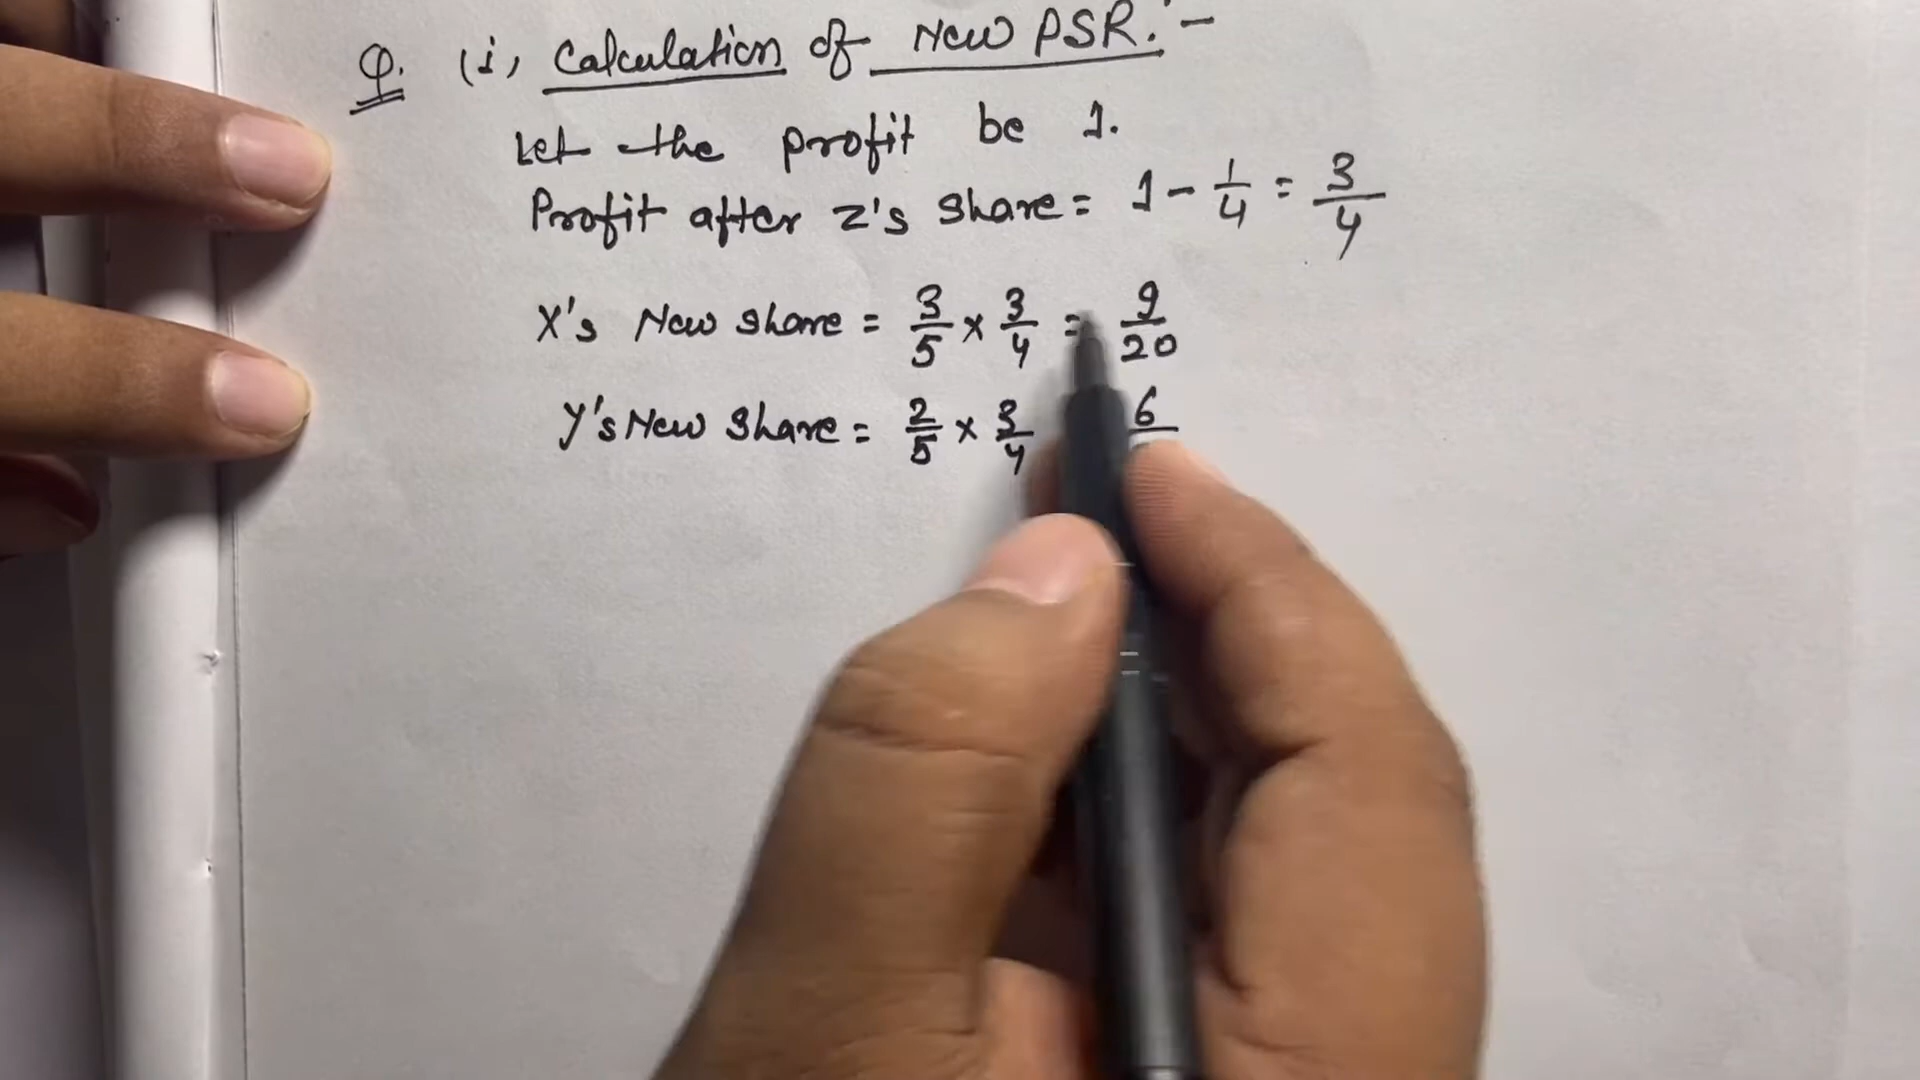 Q. (i) Calculation of New PSR. :-
Let the profit be 1.
Profit after Z's Share = 1 - 1/4 = 3/4
X's New Share = 3/5 × 3/4 = 9/20
Y's New Share = 2/5 × 3/4 6